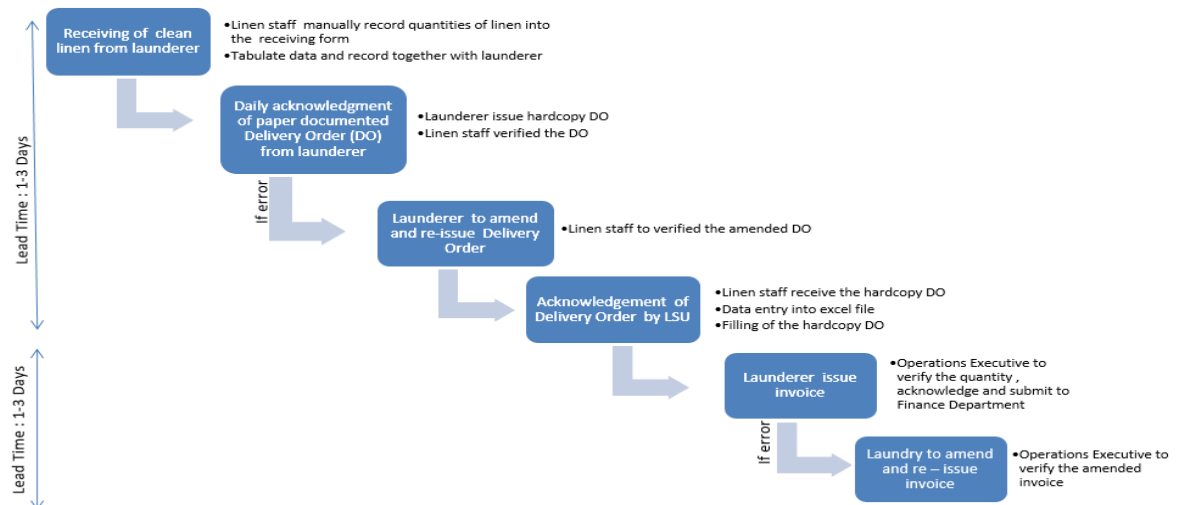 Receiving of clean
linen from launderer
•Linen staff manually record quantities of linen into
the receiving form
•Tabulate data and record together with launderer
Lead Time : 1-3 Days
Daily acknowledgment
of paper documented
Delivery Order (DO)
from launderer
•Launderer issue hardcopy DO
•Linen staff verified the DO
If error
Launderer to amend
and re-issue Delivery
Order
•Linen staff to verified the amended DO
Acknowledgement of
Delivery Order by LSU
•Linen staff receive the hardcopy DO
•Data entry into excel file
•Filling of the hardcopy DO
Lead Time : 1-3 Days
Launderer issue
invoice
•Operations Executive to
verify the quantity ,
acknowledge and submit to
Finance Department
If error
Laundry to amend
and re – issue
invoice
•Operations Executive to
verify the amended
invoice